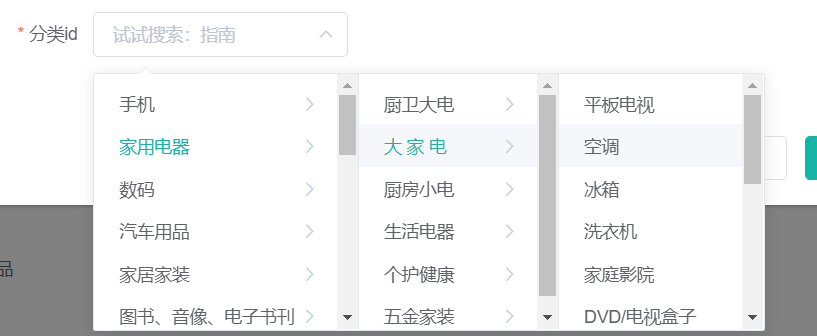 * 分类id
试试搜索：指南
手机
家用电器
数码
汽车用品
家居家装
图书、音像、电子书刊
厨卫大电
大 家 电
厨房小电
生活电器
个护健康
五金家装
平板电视
空调
冰箱
洗衣机
家庭影院
DVD/电视盒子
品